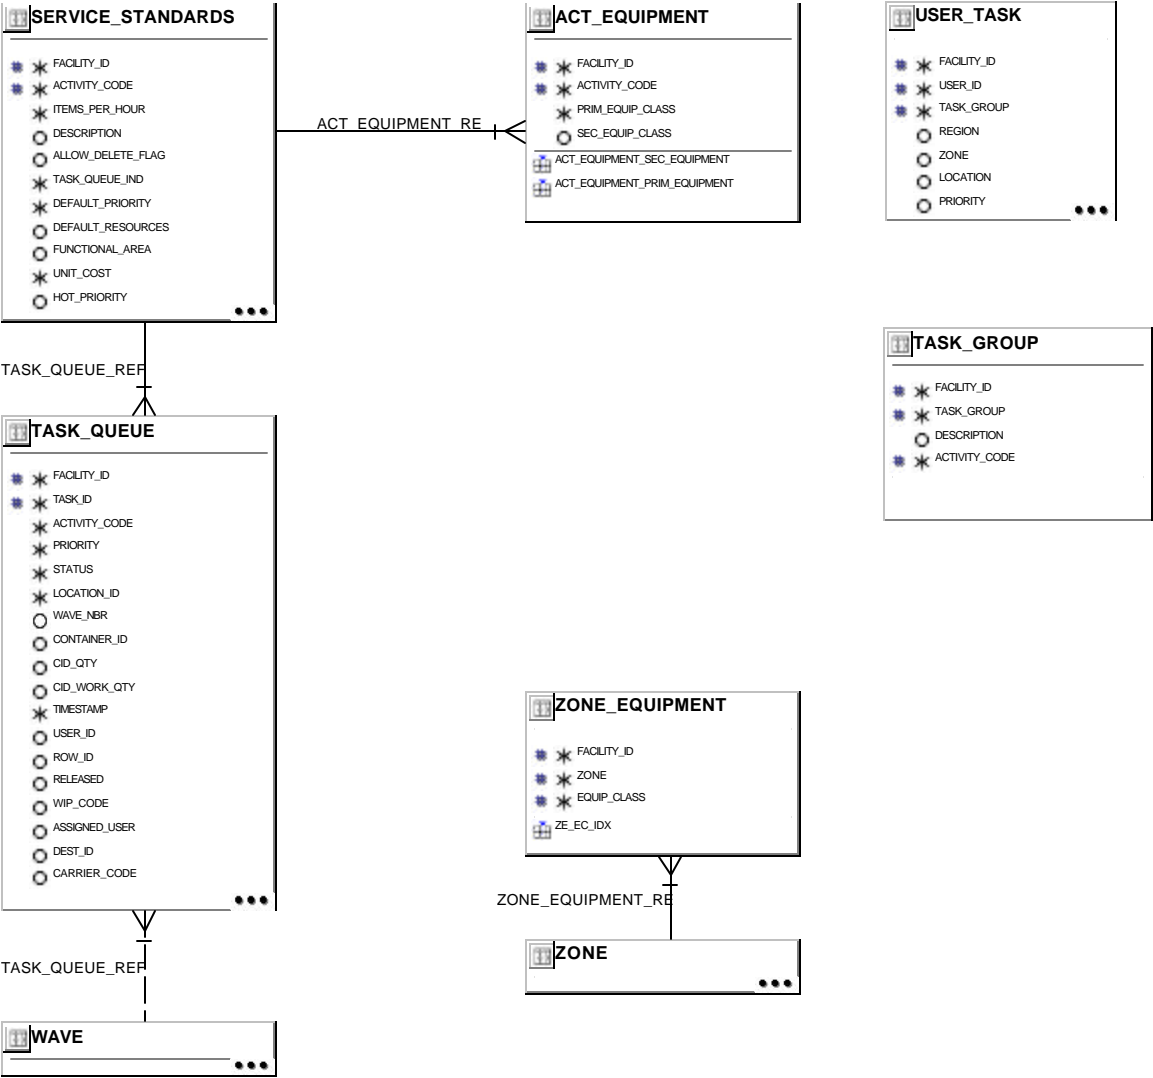 SERVICE_STANDARDS
FACILITY_ID
ACTIVITY_CODE
ITEMS_PER_HOUR
DESCRIPTION
ALLOW_DELETE_FLAG
TASK_QUEUE_IND
DEFAULT_PRIORITY
DEFAULT_RESOURCES
FUNCTIONAL_AREA
UNIT_COST
HOT_PRIORITY
ACT_EQUIPMENT_RE
ACT_EQUIPMENT
FACILITY_ID
ACTIVITY_CODE
PRIM_EQUIP_CLASS
SEC_EQUIP_CLASS
ACT_EQUIPMENT_SEC_EQUIPMENT
ACT_EQUIPMENT_PRIM_EQUIPMENT
USER_TASK
FACILITY_ID
USER_ID
TASK_GROUP
REGION
ZONE
LOCATION
PRIORITY
TASK_GROUP
FACILITY_ID
TASK_GROUP
DESCRIPTION
ACTIVITY_CODE
TASK_QUEUE_REF
TASK_QUEUE
FACILITY_ID
TASK_ID
ACTIVITY_CODE
PRIORITY
STATUS
LOCATION_ID
WAVE_NBR
CONTAINER_ID
CID_QTY
CID_WORK_QTY
TIMESTAMP
USER_ID
ROW_ID
RELEASED
WIP_CODE
ASSIGNED_USER
DEST_ID
CARRIER_CODE
ZONE_EQUIPMENT
FACILITY_ID
ZONE
EQUIP_CLASS
ZE_EC_IDX
ZONE_EQUIPMENT_RE
ZONE
TASK_QUEUE_REF
WAVE